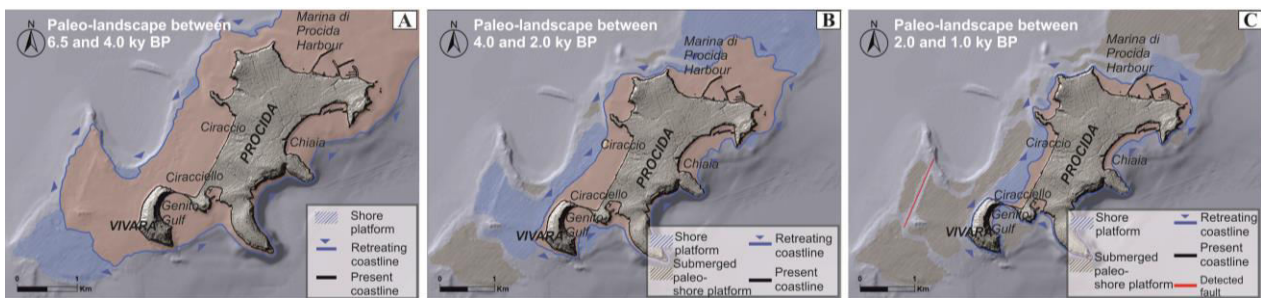 A
Paleo-landscape between
6.5 and 4.0 ky BP
N
Marina di
Procida
Harbour
Ciraccio
PROCIDA
Chiaia
Ciracciello
Genito
Gulf
VIVARA
Shore
platform
Retreating
coastline
Present
coastline
0 1
Km
B
Paleo-landscape between
4.0 and 2.0 ky BP
N
Marina di
Procida
Harbour
Ciraccio
PROCIDA
Chiaia
Ciracciello
Genito
Gulf
VIVARA
Shore
platform
Submerged
paleo-
shore platform
Retreating
coastline
Present
coastline
0 1
Km
C
Paleo-landscape between
2.0 and 1.0 ky BP
N
Marina di
Procida
Harbour
Ciraccio
PROCIDA
Chiaia
Ciracciello
Genito
Gulf
VIVARA
Shore
platform
Submerged
paleo-
shore platform
Retreating
coastline
Present
coastline
Detected
fault
0 1
Km